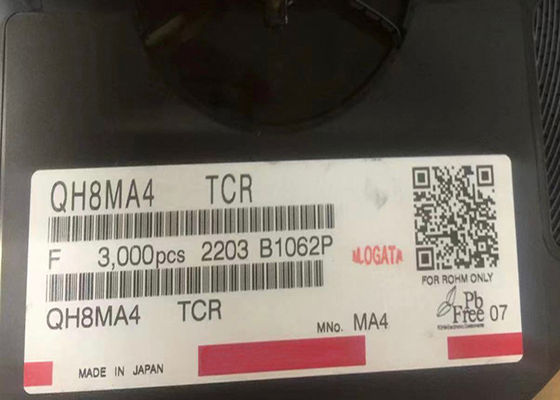 QH8MA4 TCR
F 3,000pcs 2203 B1062P
LOGATA
QH8MA4 TCR
MNo. MA4
FOR ROHM ONLY
Pb
Free 07
MADE IN JAPAN